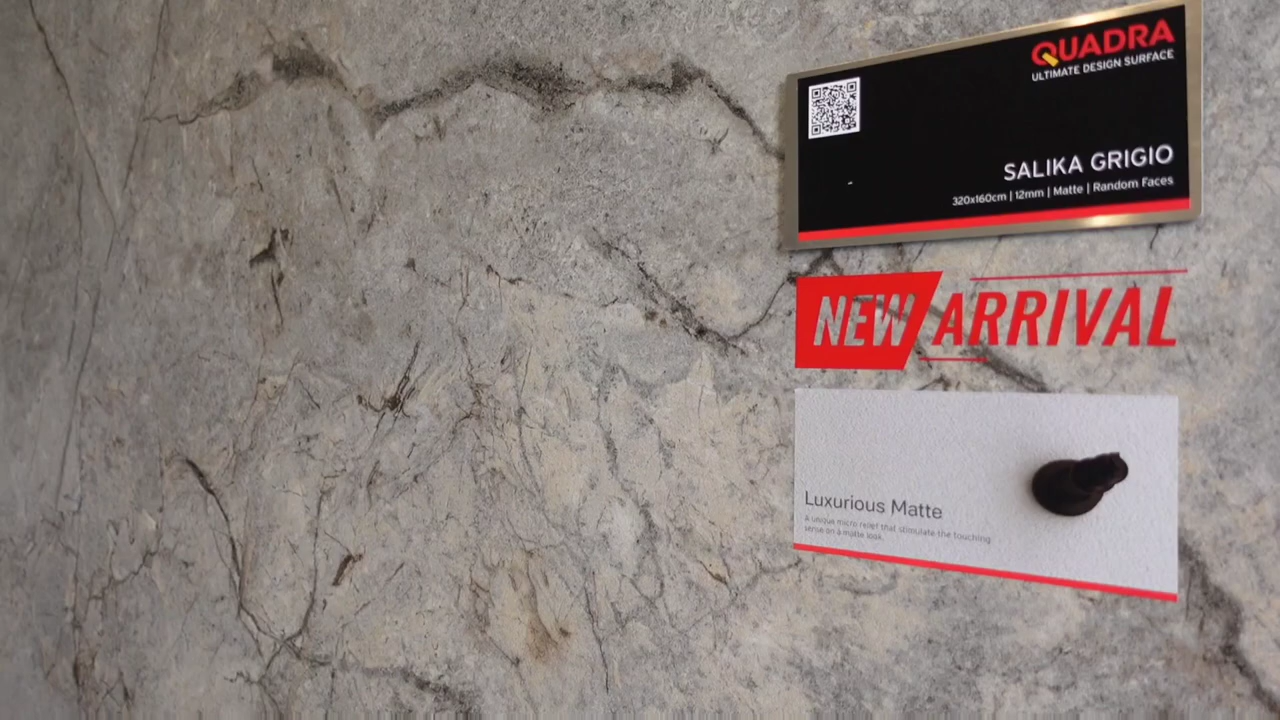 QUADRA
ULTIMATE DESIGN SURFACE
SALIKA GRIGIO
320x160cm | 12mm | Matte | Random Faces
NEW ARRIVAL
Luxurious Matte
A unique micro relief that stimulate the touching
sense on a matte look.